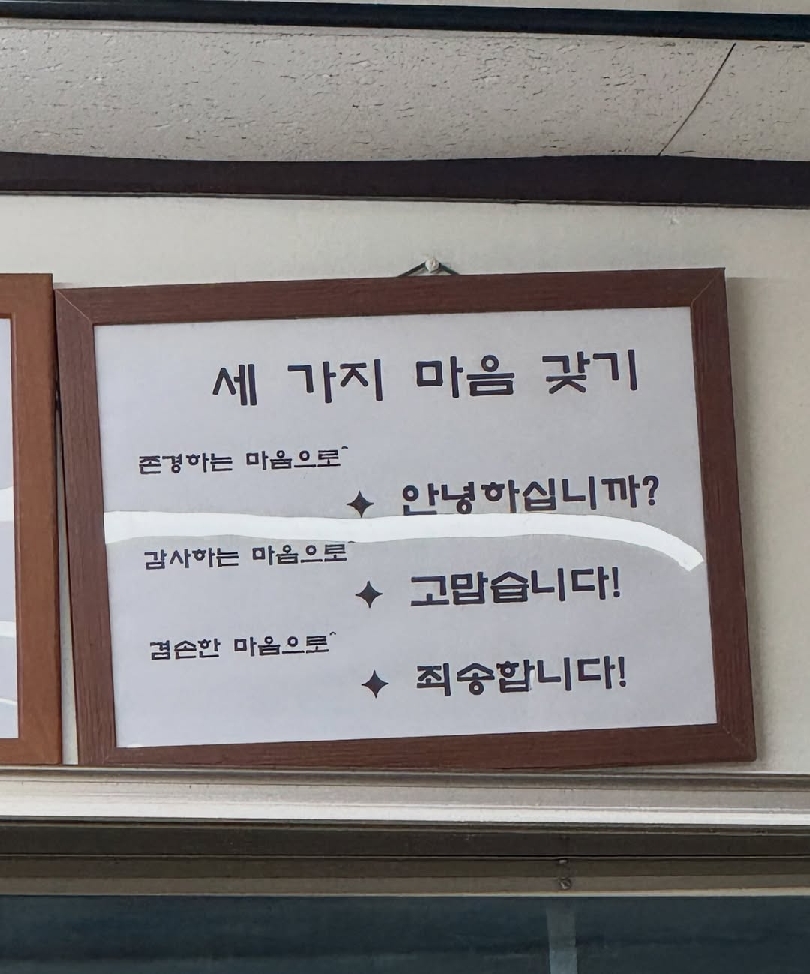 세 가지 마음 갖기
존경하는 마음으로~
✦ 안녕하십니까?
감사하는 마음으로~
✦ 고맙습니다!
겸손한 마음으로~
✦ 죄송합니다!